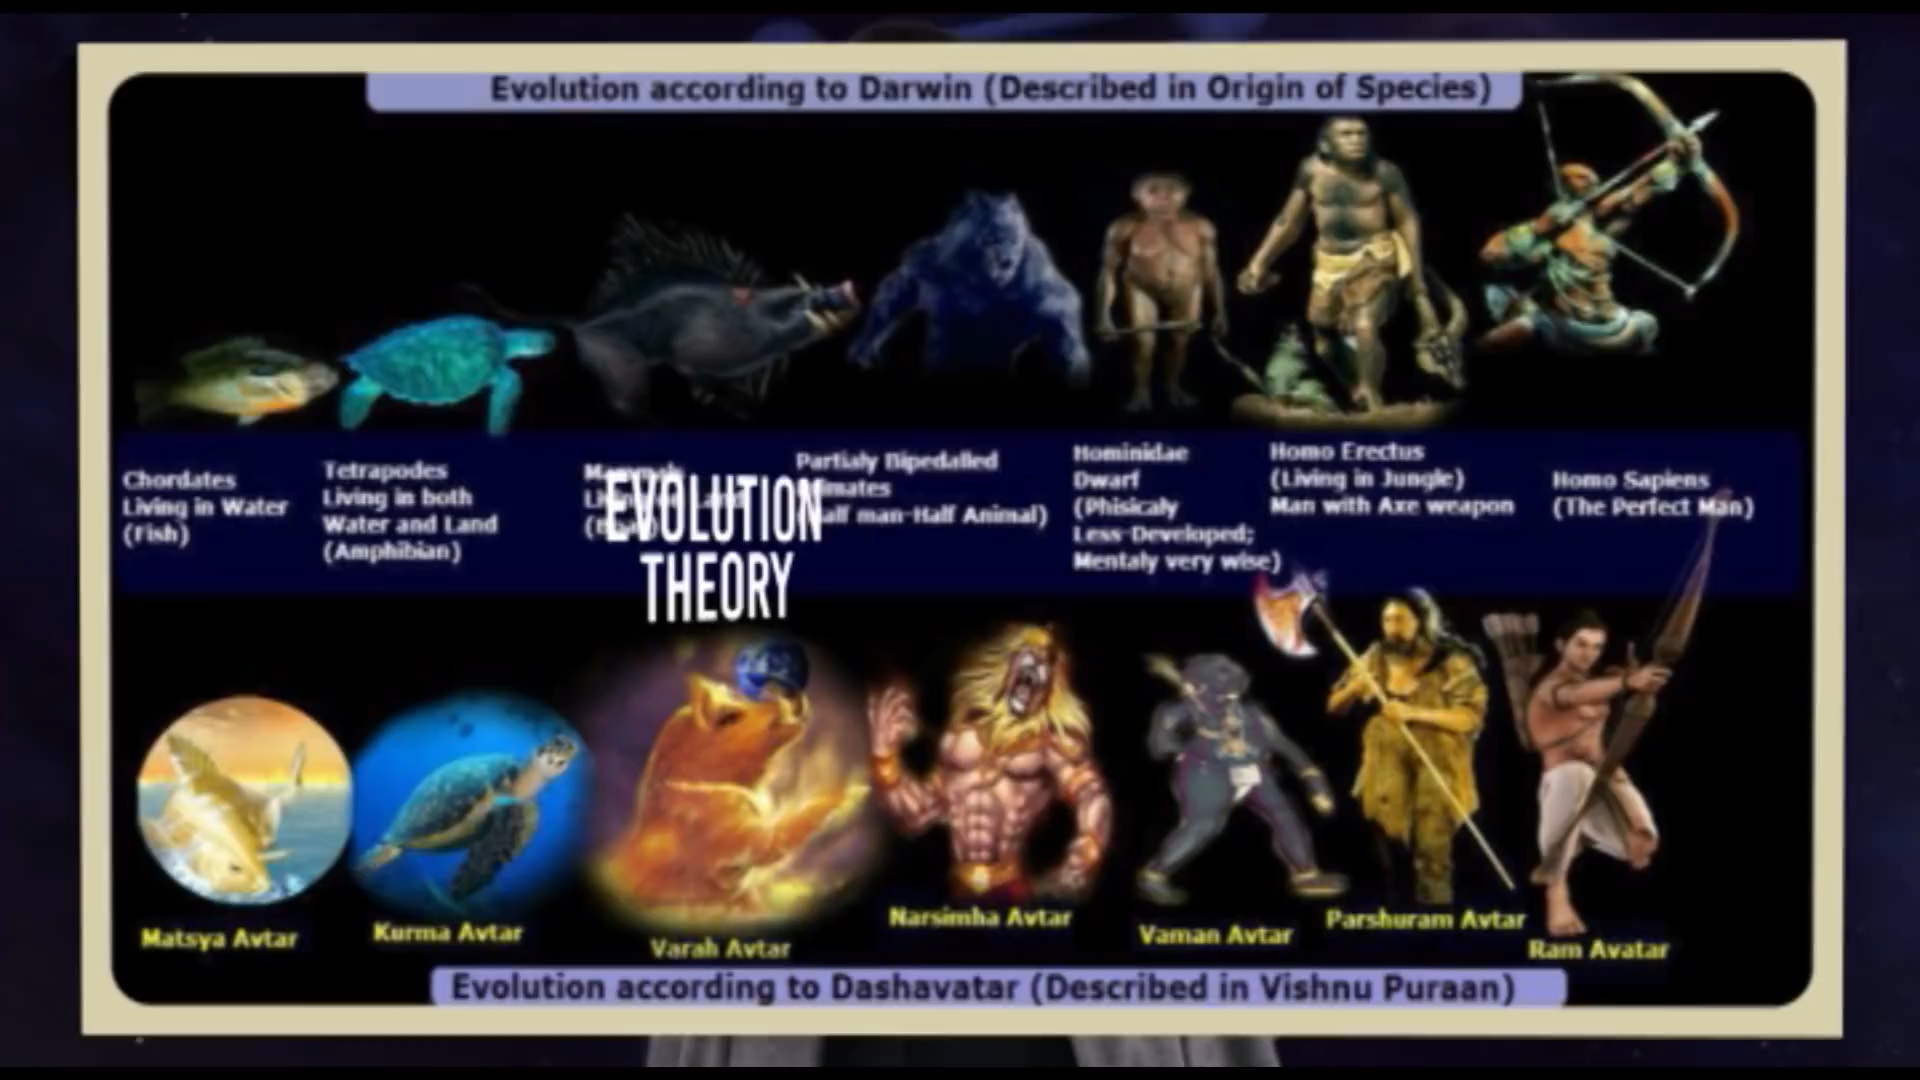 Evolution according to Darwin (Described in Origin of Species)
Chordates
Living in Water
(Fish)
Tetrapodes
Living in both
Water and Land
(Amphibian)
EVOLUTION
THEORY
Partialy Bipedalled
man-Half Animal)
Hominidae
Dwarf
(Phisicaly
Less-Developed;
Mentaly very wise)
Homo Erectus
(Living in Jungle)
Man with Axe weapon
Homo Sapiens
(The Perfect Man)
Matsya Avtar
Kurma Avtar
Varah Avtar
Narsimha Avtar
Vaman Avtar
Parshuram Avtar
Ram Avatar
Evolution according to Dashavatar (Described in Vishnu Puraan)